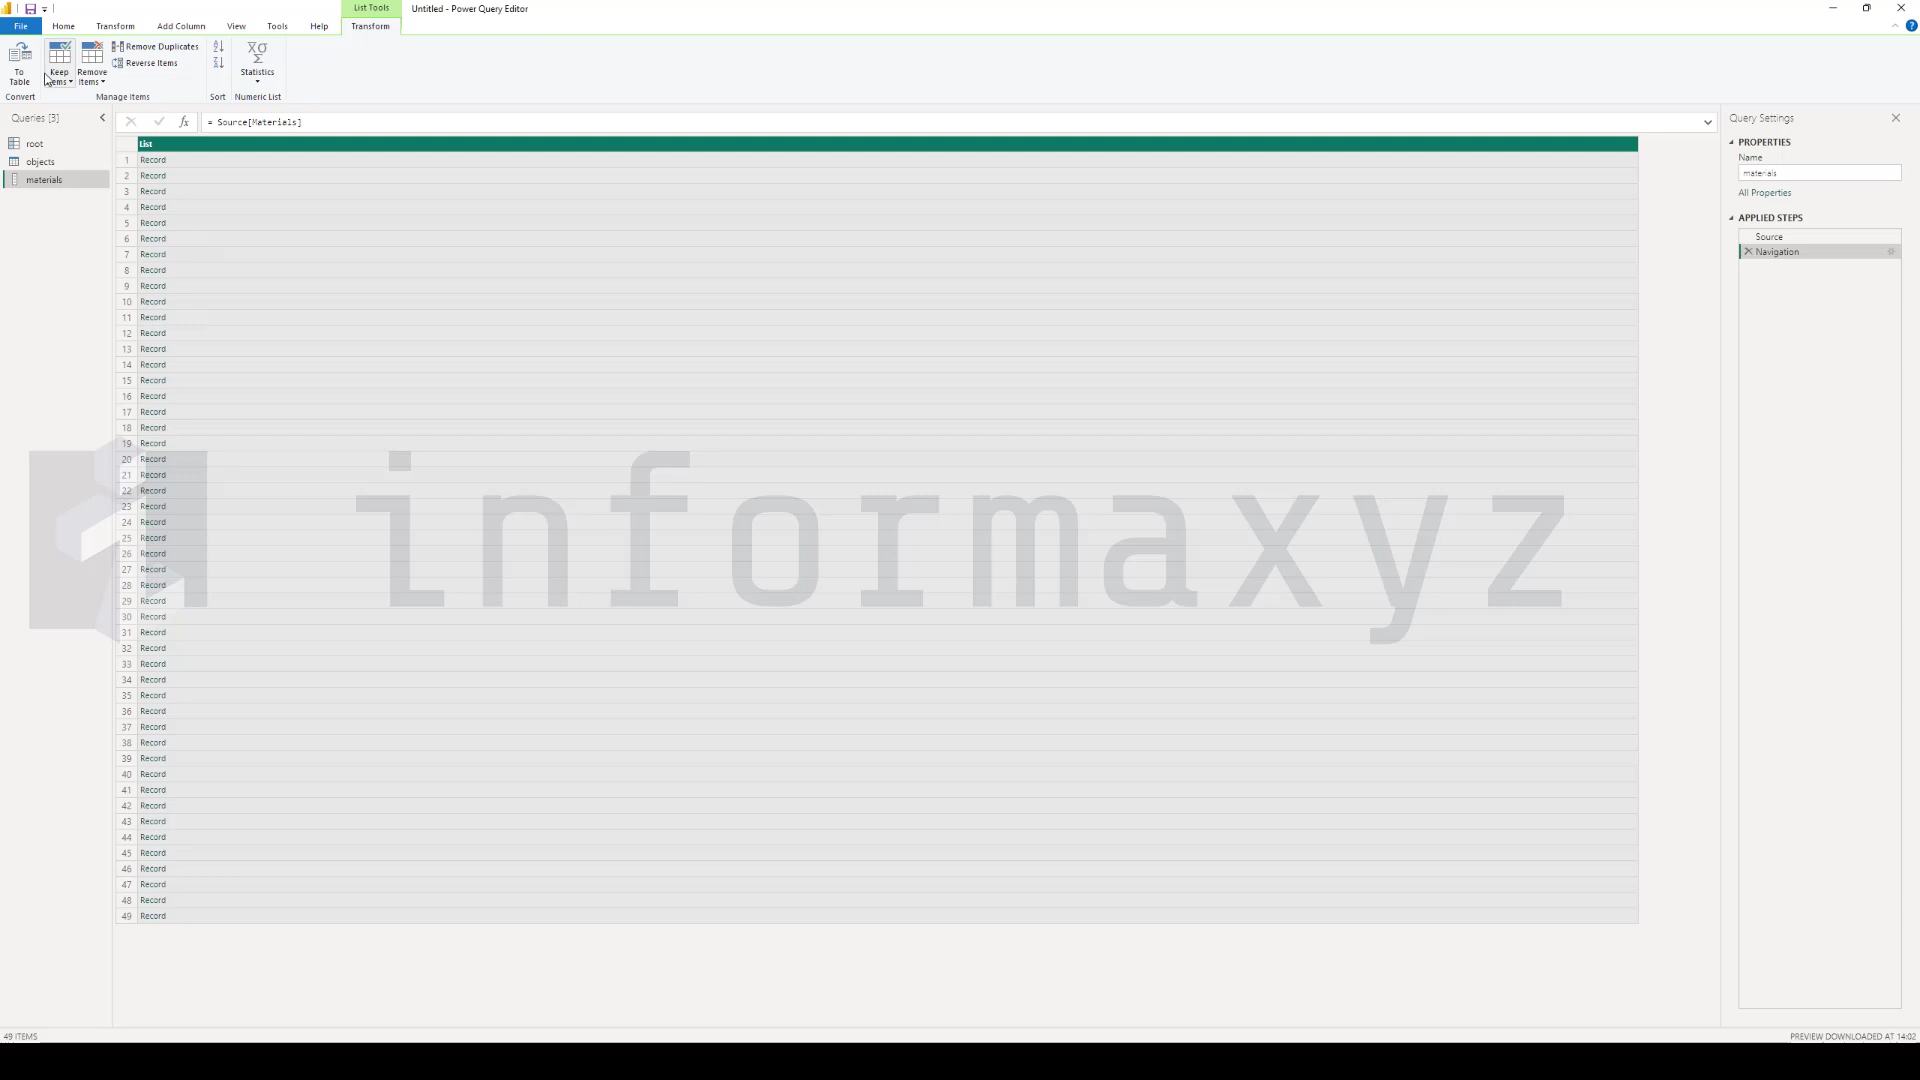 List Tools
Untitled - Power Query Editor
File Home Transform Add Column View Tools Help Transform
To Table
Keep Items
Remove Items
Remove Duplicates
Reverse Items
Statistics
Convert Manage Items Sort Numeric List
Queries [3]
root
objects
materials
fx = Source[Materials]
List
1 Record
2 Record
3 Record
4 Record
5 Record
6 Record
7 Record
8 Record
9 Record
10 Record
11 Record
12 Record
13 Record
14 Record
15 Record
16 Record
17 Record
18 Record
19 Record
20 Record
21 Record
22 Record
23 Record
24 Record
25 Record
26 Record
27 Record
28 Record
29 Record
30 Record
31 Record
32 Record
33 Record
34 Record
35 Record
36 Record
37 Record
38 Record
39 Record
40 Record
41 Record
42 Record
43 Record
44 Record
45 Record
46 Record
47 Record
48 Record
49 Record
informaxyz
Query Settings
PROPERTIES
Name
materials
All Properties
APPLIED STEPS
Source
Navigation
49 ITEMS
PREVIEW DOWNLOADED AT 14:02